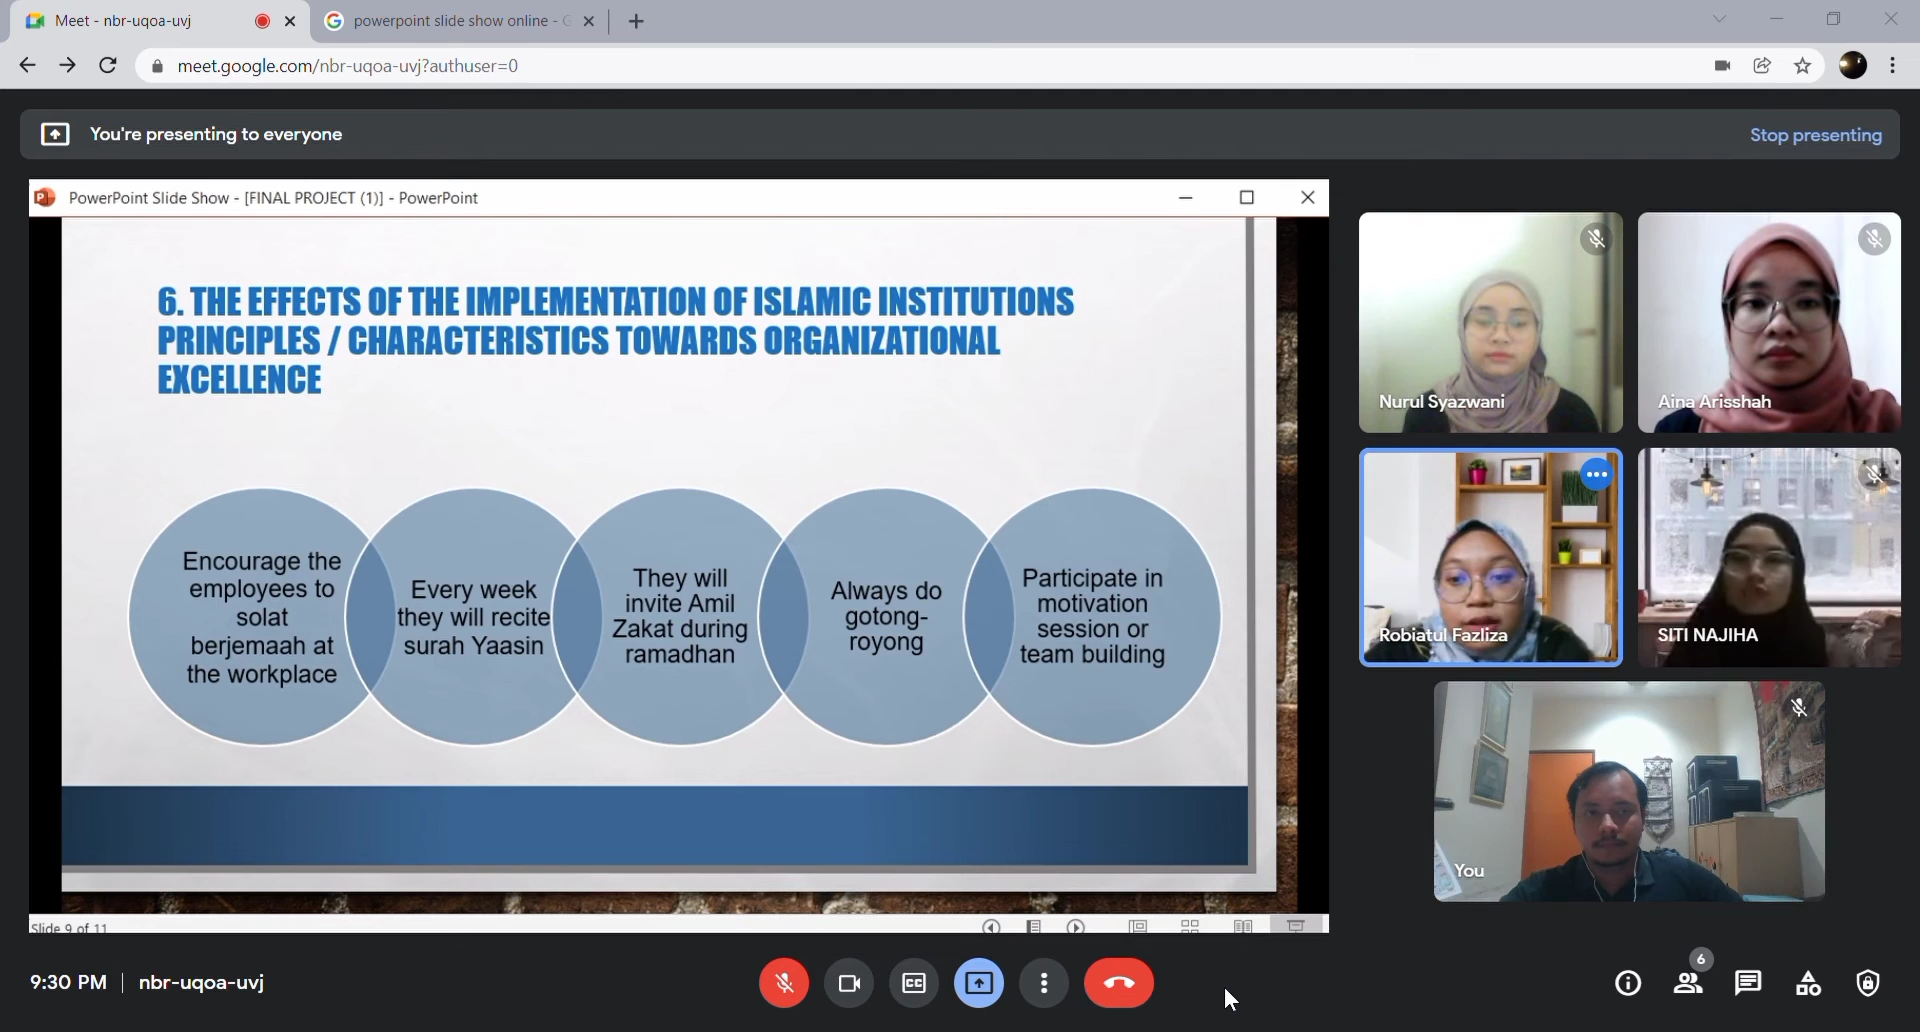 Meet - nbr-uqoa-uvj
powerpoint slide show online - G
meet.google.com/nbr-uqoa-uvj?authuser=0
You're presenting to everyone
Stop presenting
PowerPoint Slide Show - [FINAL PROJECT (1)] - PowerPoint
6. THE EFFECTS OF THE IMPLEMENTATION OF ISLAMIC INSTITUTIONS
PRINCIPLES / CHARACTERISTICS TOWARDS ORGANIZATIONAL
EXCELLENCE
Encourage the
employees to
solat
berjemaah at
the workplace
Every week
they will recite
surah Yaasin
They will
invite Amil
Zakat during
ramadhan
Always do
gotong-
royong
Participate in
motivation
session or
team building
Slide 9 of 11
Nurul Syazwani
Aina Arisshah
Robiatul Fazliza
SITI NAJIHA
You
9:30 PM
nbr-uqoa-uvj
CC
6